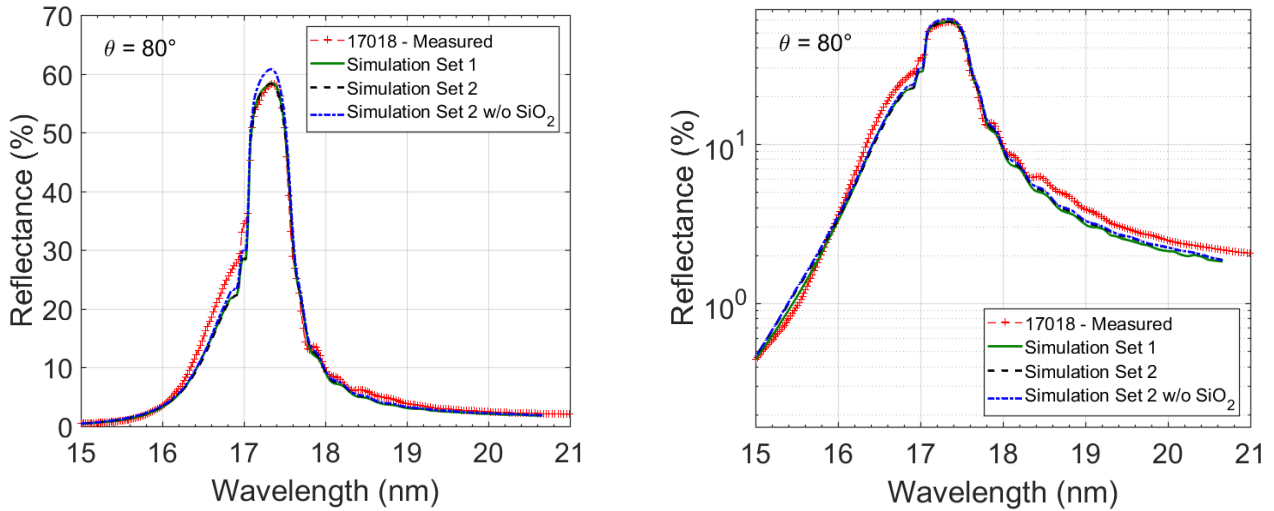 70
60
50
40
30
20
10
0
Reflectance (%)
θ = 80°
17018 - Measured
Simulation Set 1
Simulation Set 2
Simulation Set 2 w/o SiO₂
15 16 17 18 19 20 21
Wavelength (nm)
10¹
10⁰
Reflectance (%)
θ = 80°
17018 - Measured
Simulation Set 1
Simulation Set 2
Simulation Set 2 w/o SiO₂
15 16 17 18 19 20 21
Wavelength (nm)